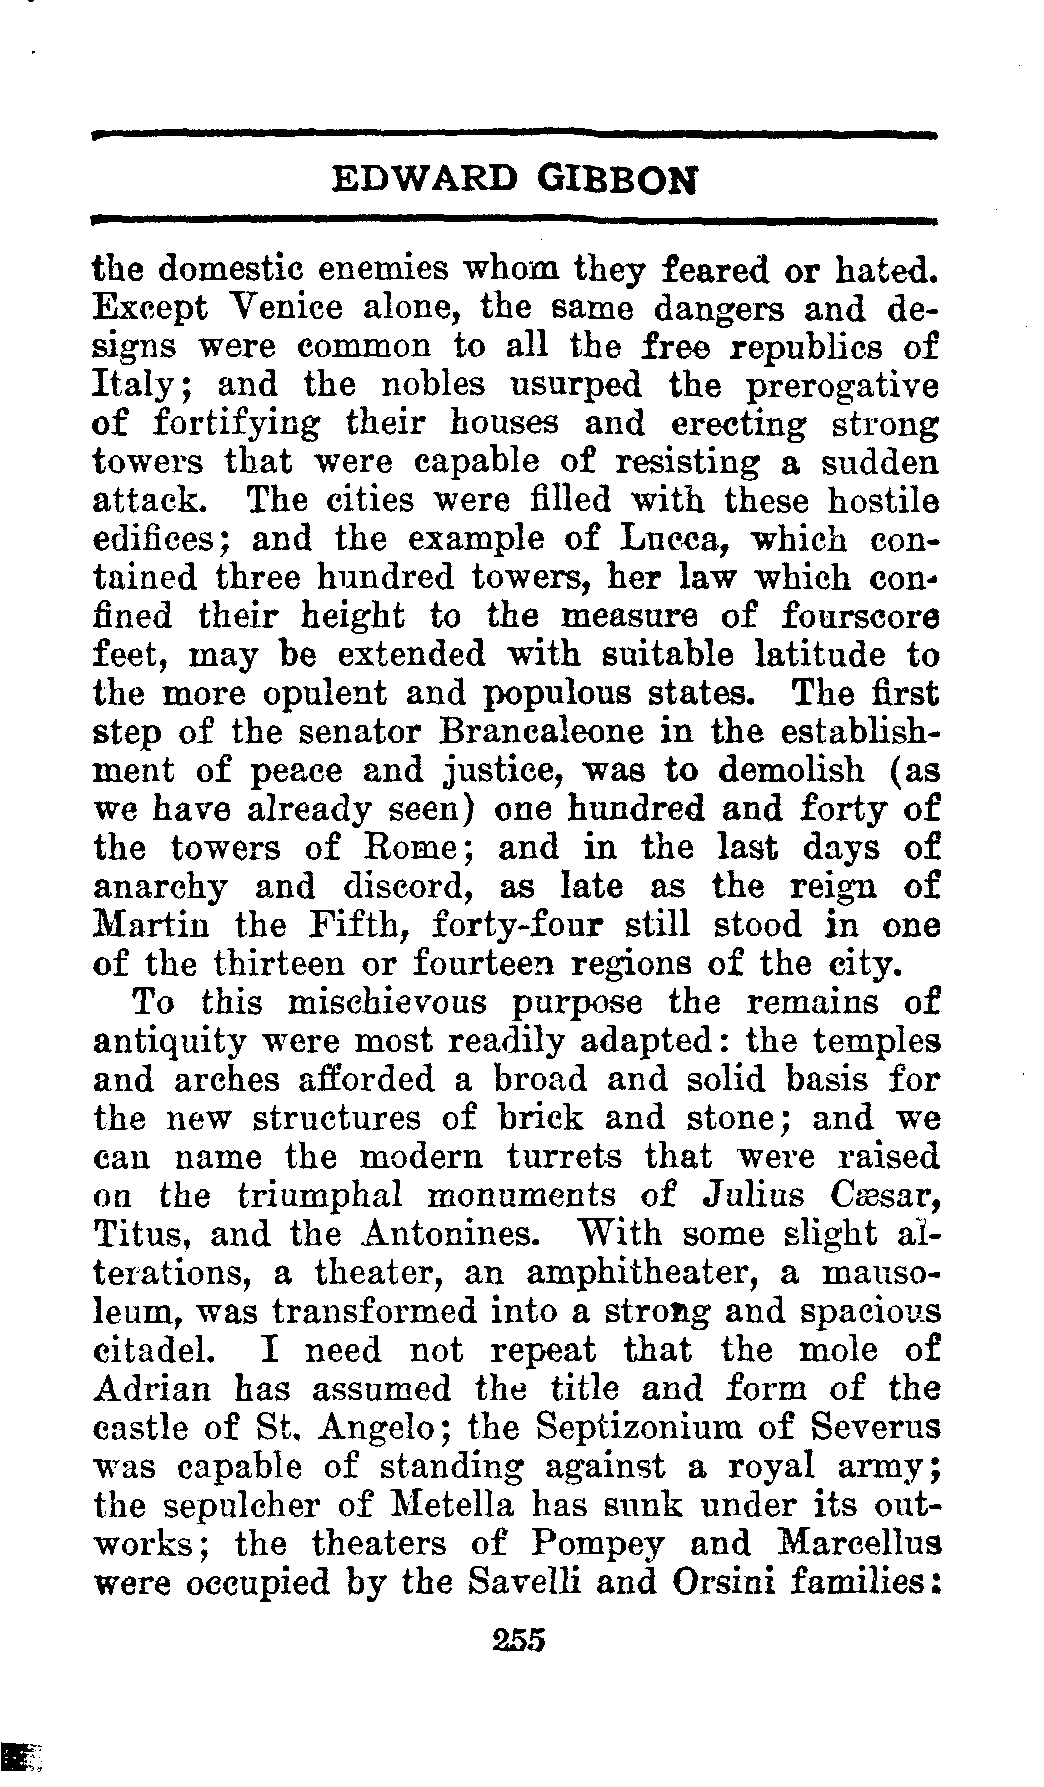 EDWARD GIBBON
the domestic enemies whom they feared or hated.
Except Venice alone, the same dangers and de-
signs were common to all the free republics of
Italy; and the nobles usurped the prerogative
of fortifying their houses and erecting strong
towers that were capable of resisting a sudden
attack. The cities were filled with these hostile
edifices; and the example of Lucca, which con-
tained three hundred towers, her law which con-
fined their height to the measure of fourscore
feet, may be extended with suitable latitude to
the more opulent and populous states. The first
step of the senator Brancaleone in the establish-
ment of peace and justice, was to demolish (as
we have already seen) one hundred and forty of
the towers of Rome; and in the last days of
anarchy and discord, as late as the reign of
Martin the Fifth, forty-four still stood in one
of the thirteen or fourteen regions of the city.
To this mischievous purpose the remains of
antiquity were most readily adapted: the temples
and arches afforded a broad and solid basis for
the new structures of brick and stone; and we
can name the modern turrets that were raised
on the triumphal monuments of Julius Cæsar,
Titus, and the Antonines. With some slight al-
terations, a theater, an amphitheater, a mauso-
leum, was transformed into a strong and spacious
citadel. I need not repeat that the mole of
Adrian has assumed the title and form of the
castle of St. Angelo; the Septizonium of Severus
was capable of standing against a royal army;
the sepulcher of Metella has sunk under its out-
works; the theaters of Pompey and Marcellus
were occupied by the Savelli and Orsini families:
255